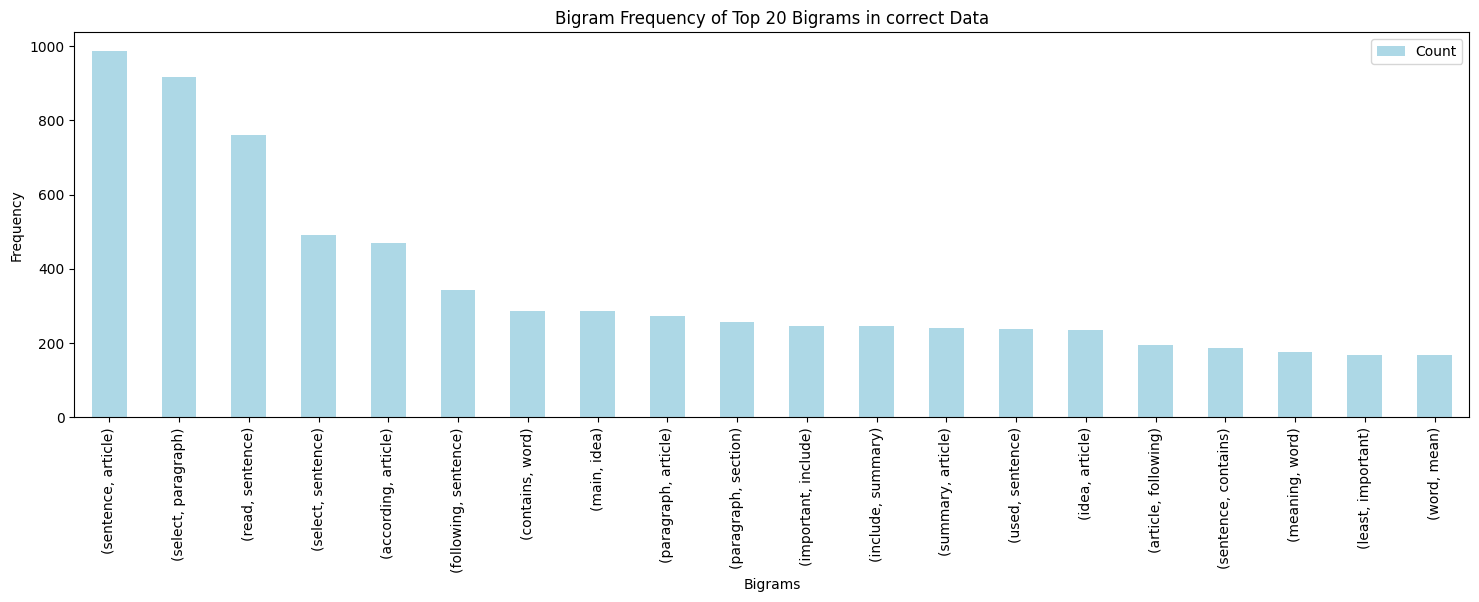 Bigram Frequency of Top 20 Bigrams in correct Data
Count
1000
800
600
400
200
0
Frequency
(sentence, article)
(select, paragraph)
(read, sentence)
(select, sentence)
(according, article)
(following, sentence)
(contains, word)
(main, idea)
(paragraph, article)
(paragraph, section)
(important, include)
(include, summary)
(summary, article)
(used, sentence)
(idea, article)
(article, following)
(sentence, contains)
(meaning, word)
(least, important)
(word, mean)
Bigrams